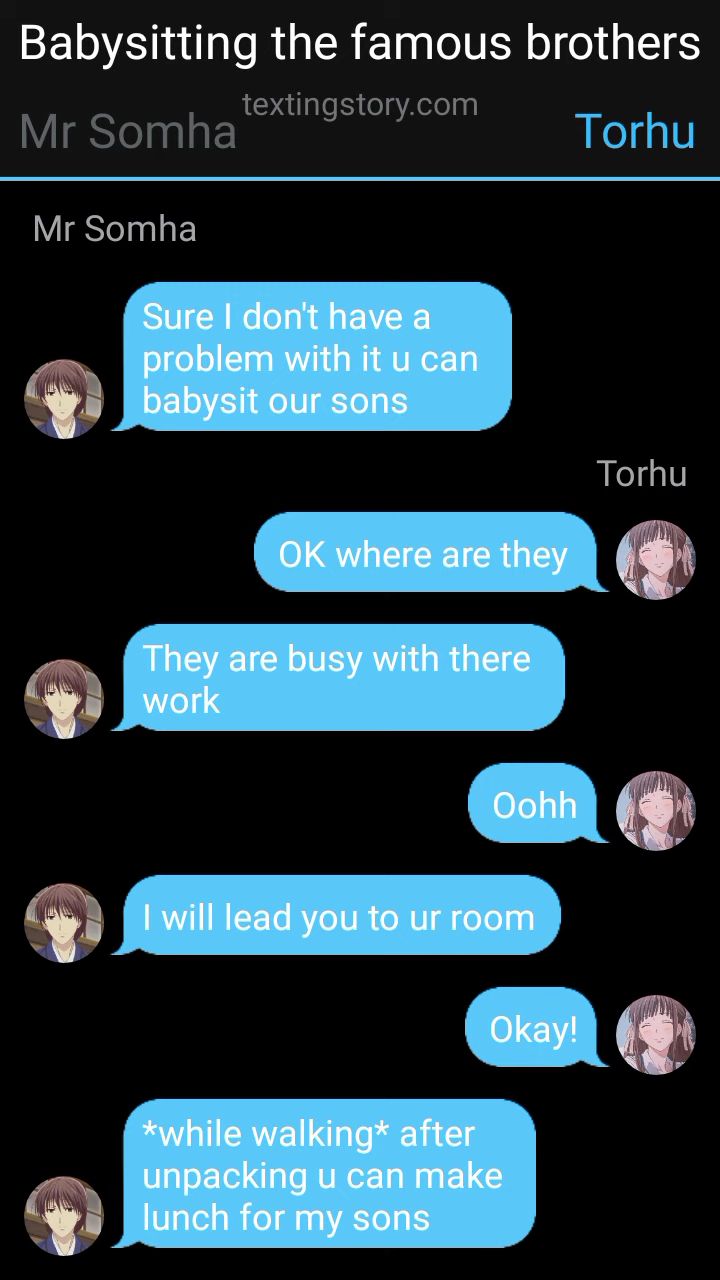 Babysitting the famous brothers
textingstory.com
Mr Somha
Torhu
Mr Somha
Sure I don't have a
problem with it u can
babysit our sons
Torhu
OK where are they
They are busy with there
work
Oohh
I will lead you to ur room
Okay!
*while walking* after
unpacking u can make
lunch for my sons